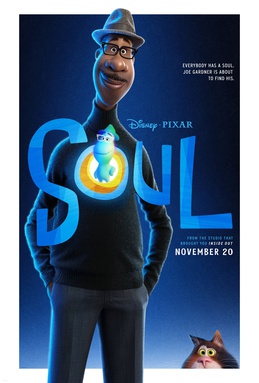 EVERYBODY HAS A SOUL.
JOE GARDNER IS ABOUT
TO FIND HIS.
Disney · PIXAR
SOUL
FROM THE STUDIO THAT
BROUGHT YOU INSIDE OUT
NOVEMBER 20